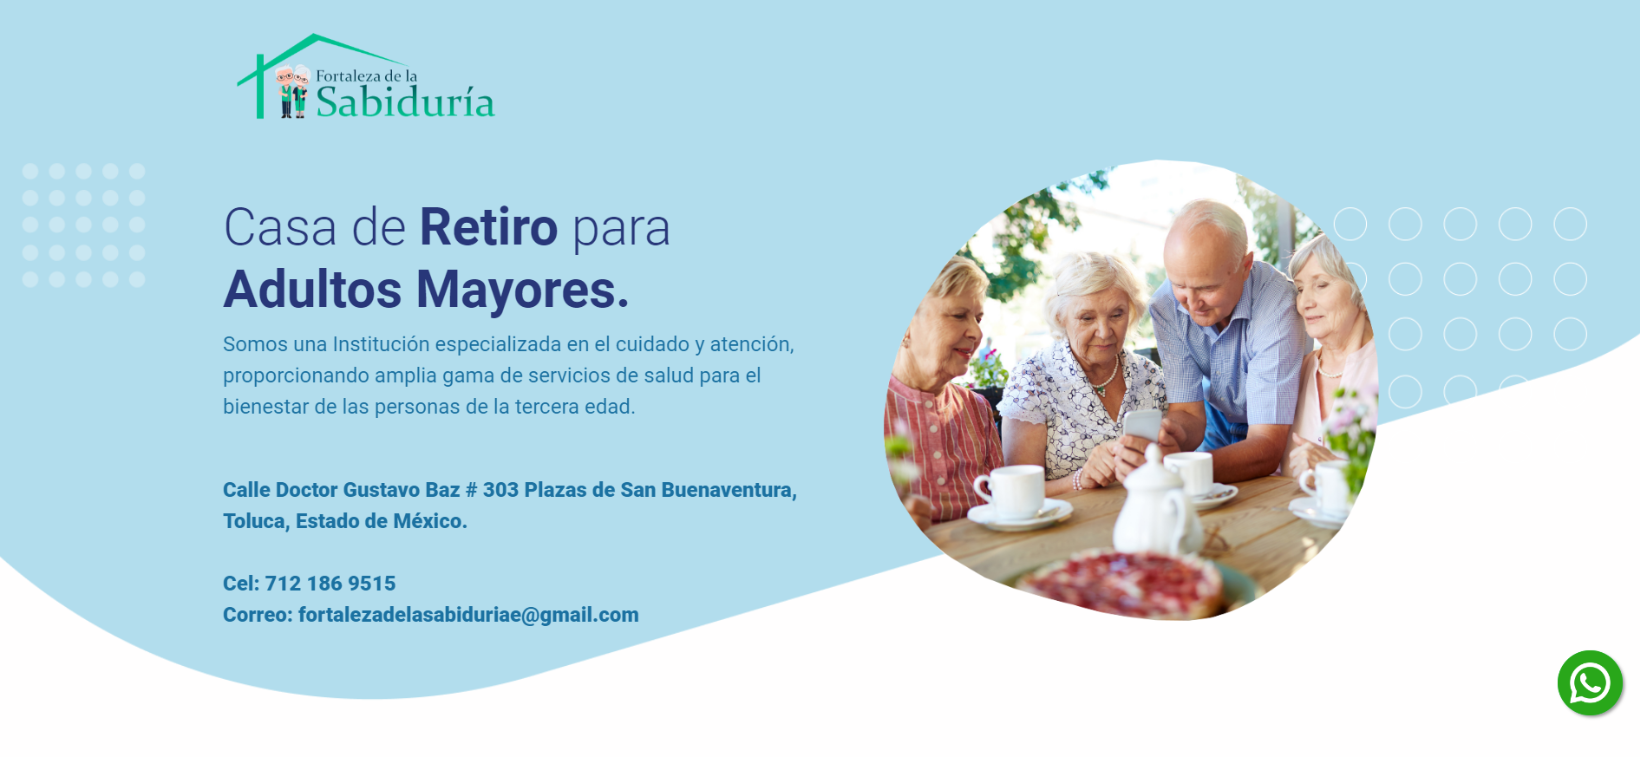 Fortaleza de la
Sabiduría
Casa de Retiro para
Adultos Mayores.
Somos una Institución especializada en el cuidado y atención,
proporcionando amplia gama de servicios de salud para el
bienestar de las personas de la tercera edad.
Calle Doctor Gustavo Baz # 303 Plazas de San Buenaventura,
Toluca, Estado de México.
Cel: 712 186 9515
Correo: fortalezadelasabiduriae@gmail.com